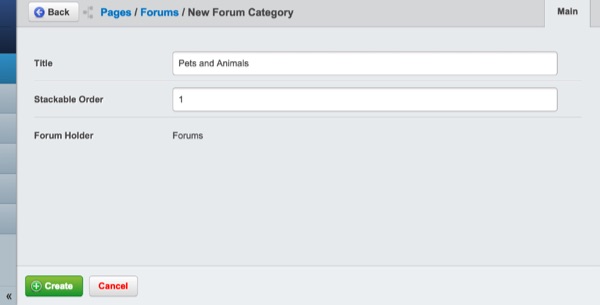 Back Pages / Forums / New Forum Category Main
Title Pets and Animals
Stackable Order 1
Forum Holder Forums
« Create Cancel